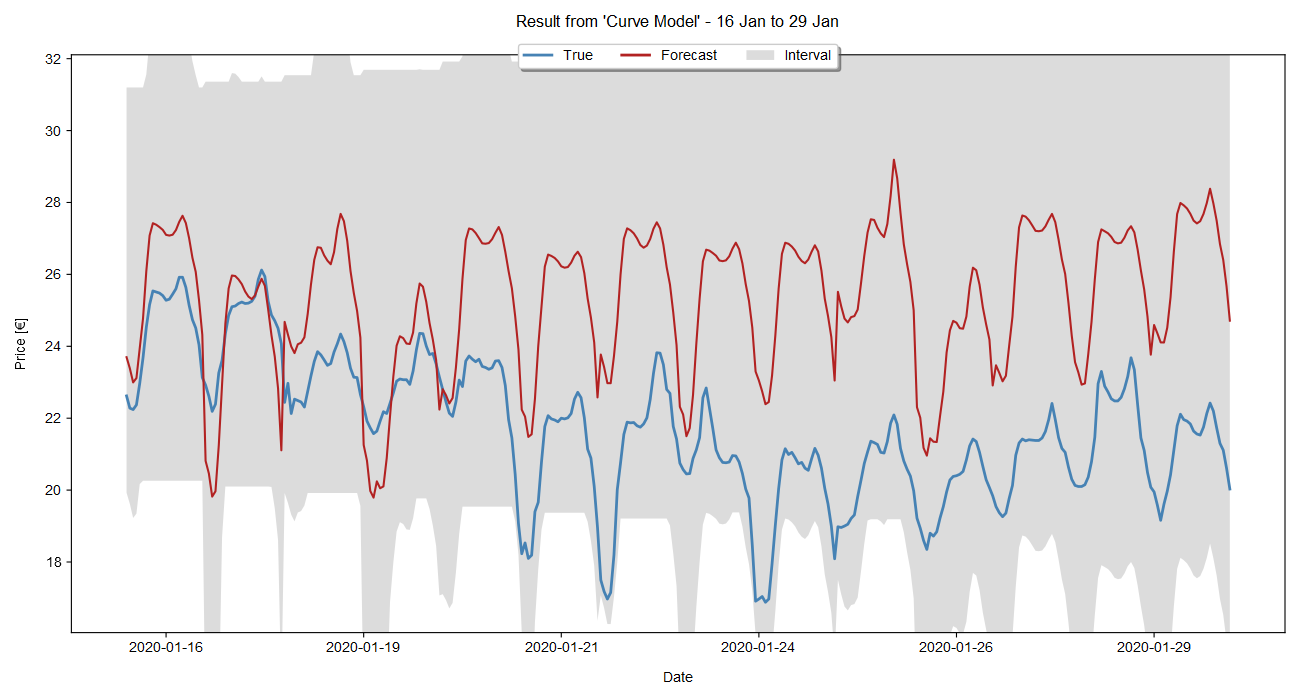 Result from 'Curve Model' - 16 Jan to 29 Jan
True Forecast Interval
32
30
28
26
24
22
20
18
Price [€]
2020-01-16 2020-01-19 2020-01-21 2020-01-24 2020-01-26 2020-01-29
Date